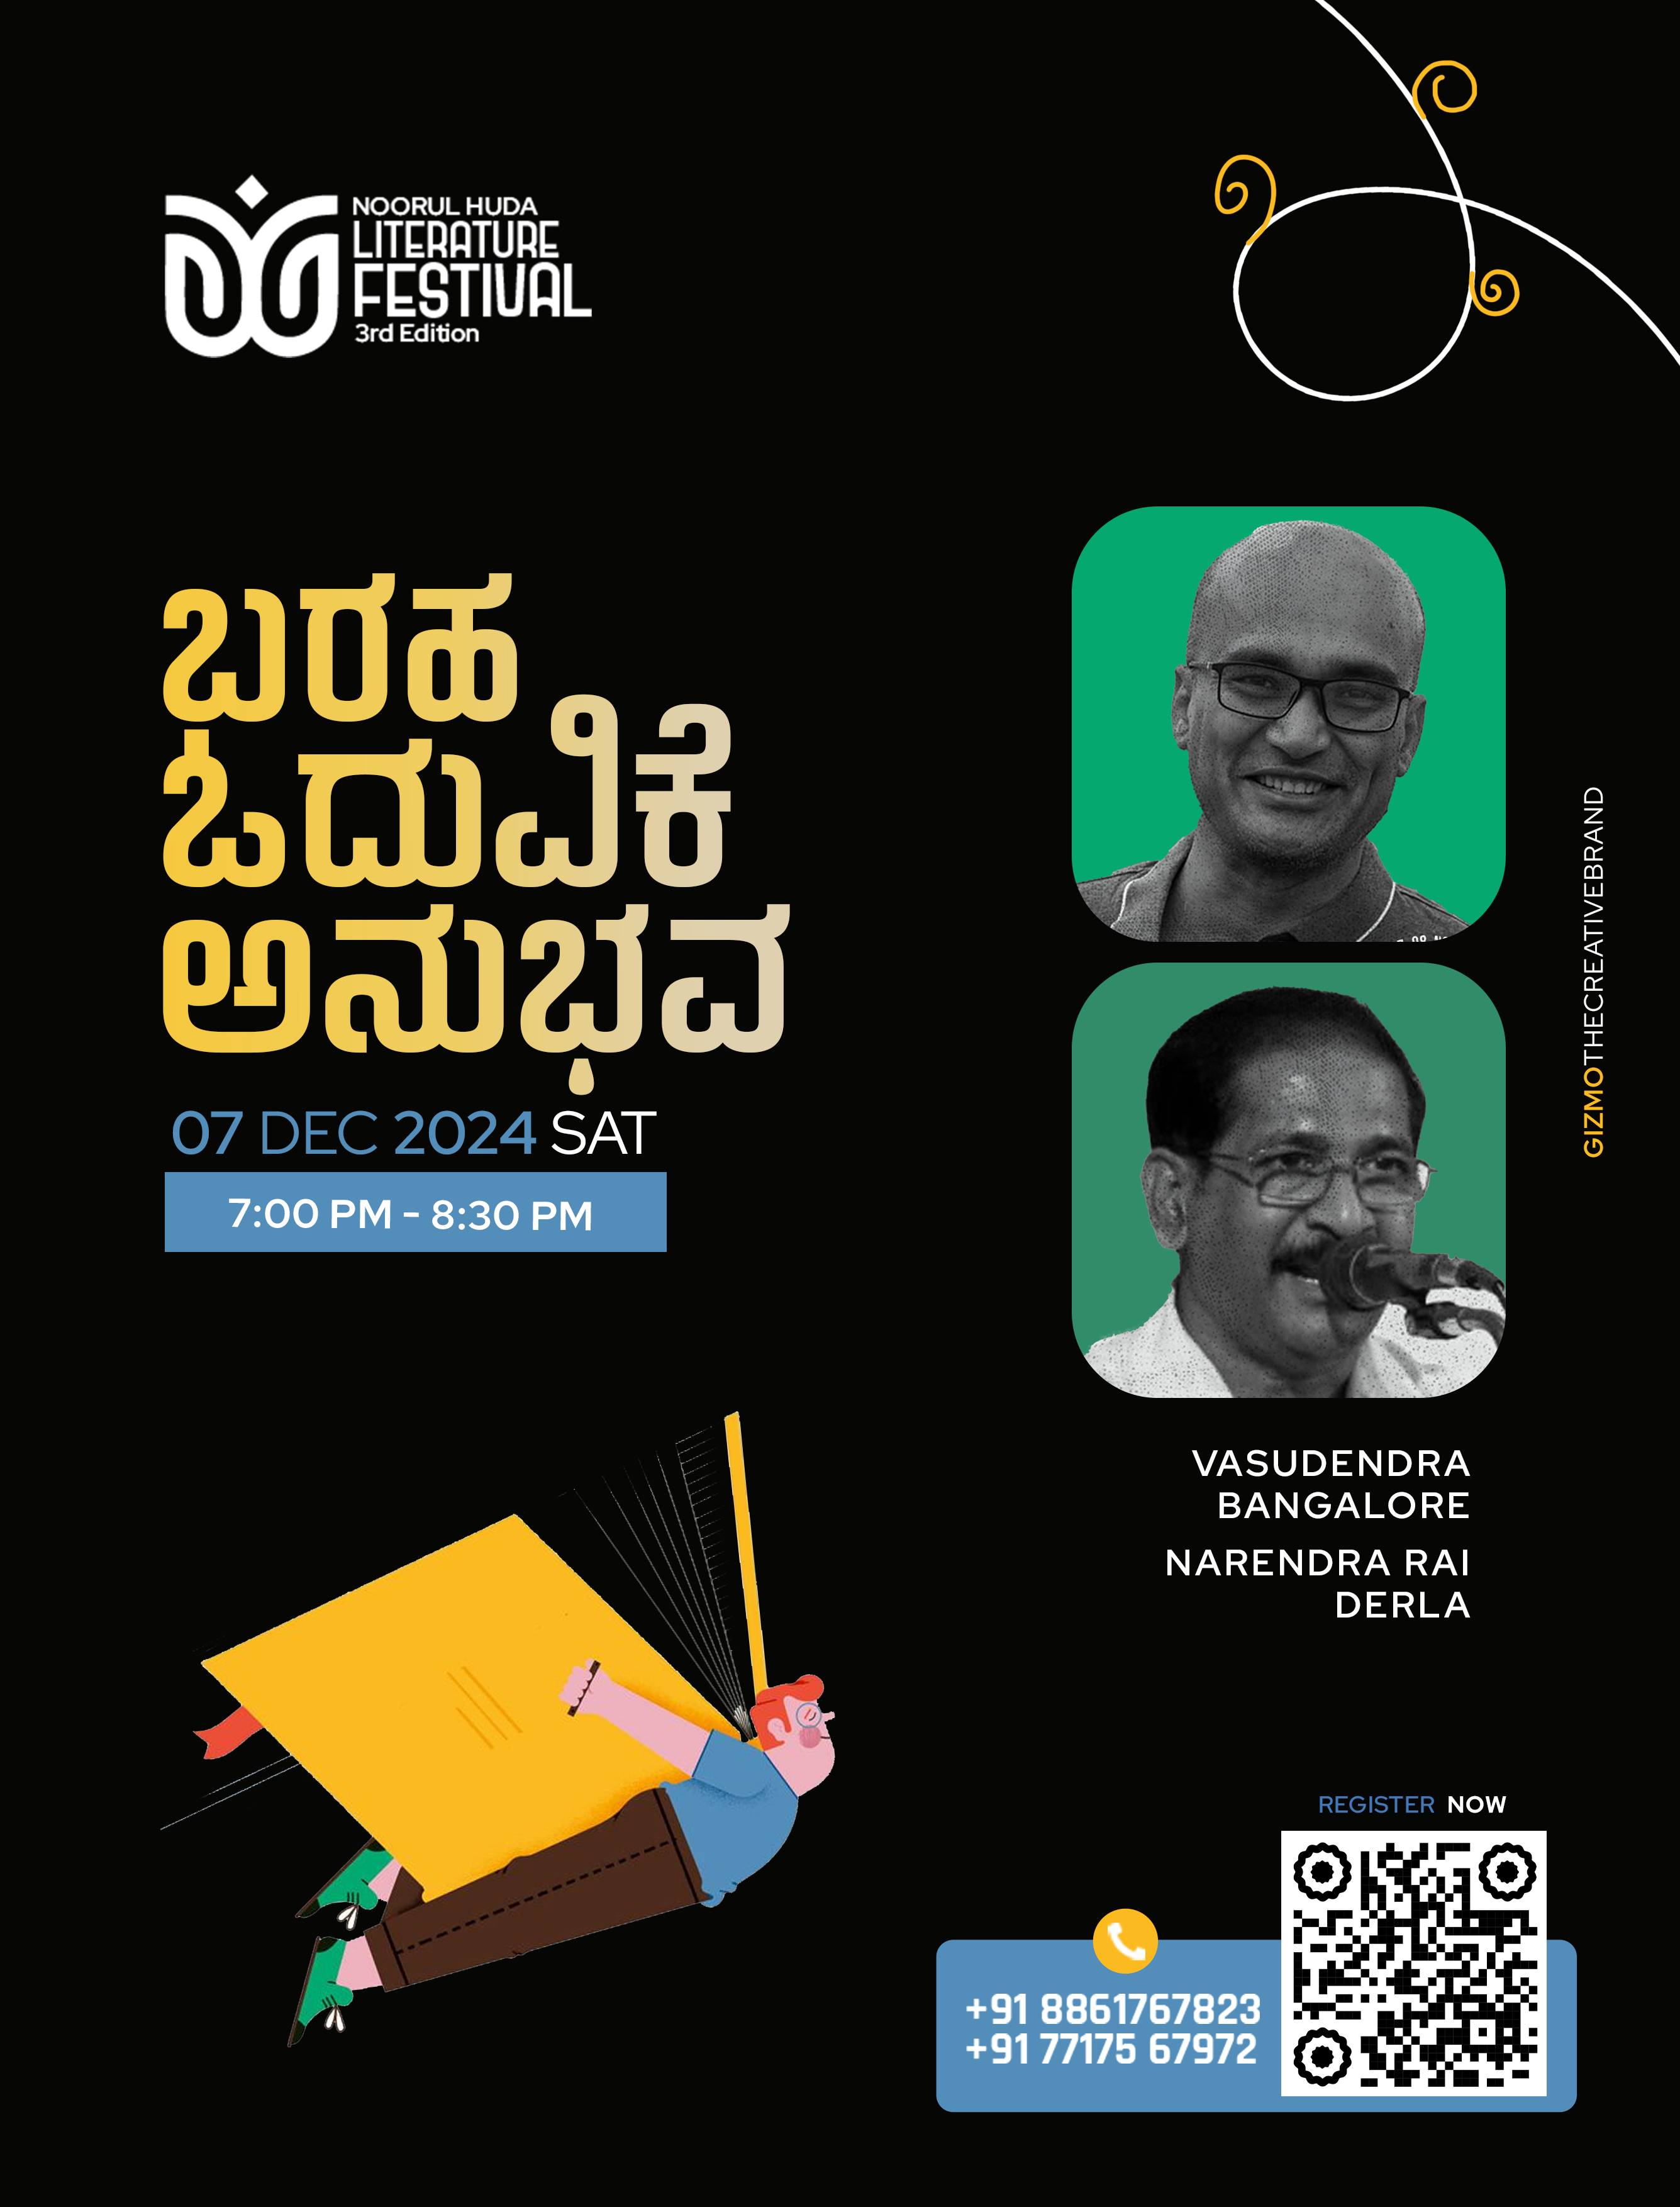 NOORUL HUDA
LITERATURE
FESTIVAL
3rd Edition
ಬರಹ
ಓದುವಿಕೆ
ಅನುಭವ
07 DEC 2024 SAT
7:00 PM - 8:30 PM
GIZMOTHECREATIVEBRAND
VASUDENDRA
BANGALORE
NARENDRA RAI
DERLA
REGISTER NOW
+91 8861767823
+91 77175 67972